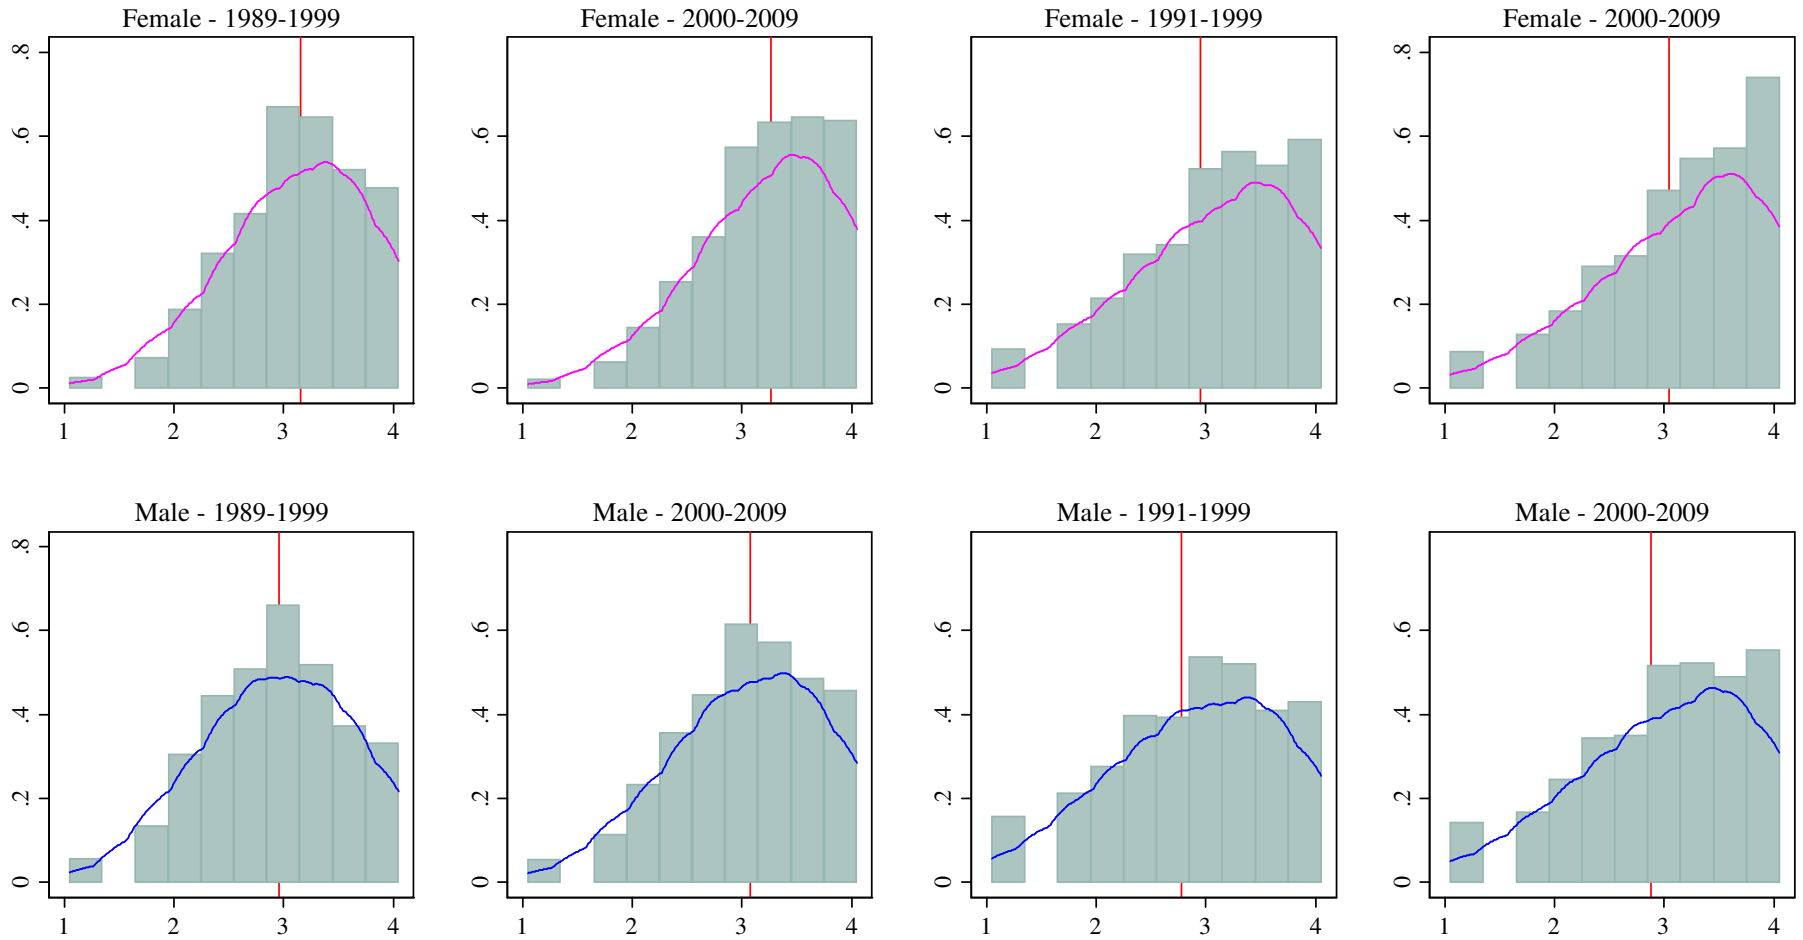 Female - 1989-1999 Female - 2000-2009 Female - 1991-1999 Female - 2000-2009
.8 .8
.6 .6 .6 .6
.4 .4 .4 .4
.2 .2 .2 .2
0 0 0 0
1 2 3 4 1 2 3 4 1 2 3 4 1 2 3 4
Male - 1989-1999 Male - 2000-2009 Male - 1991-1999 Male - 2000-2009
.8
.6 .6 .6 .6
.4 .4 .4 .4
.2 .2 .2 .2
0 0 0 0
1 2 3 4 1 2 3 4 1 2 3 4 1 2 3 4